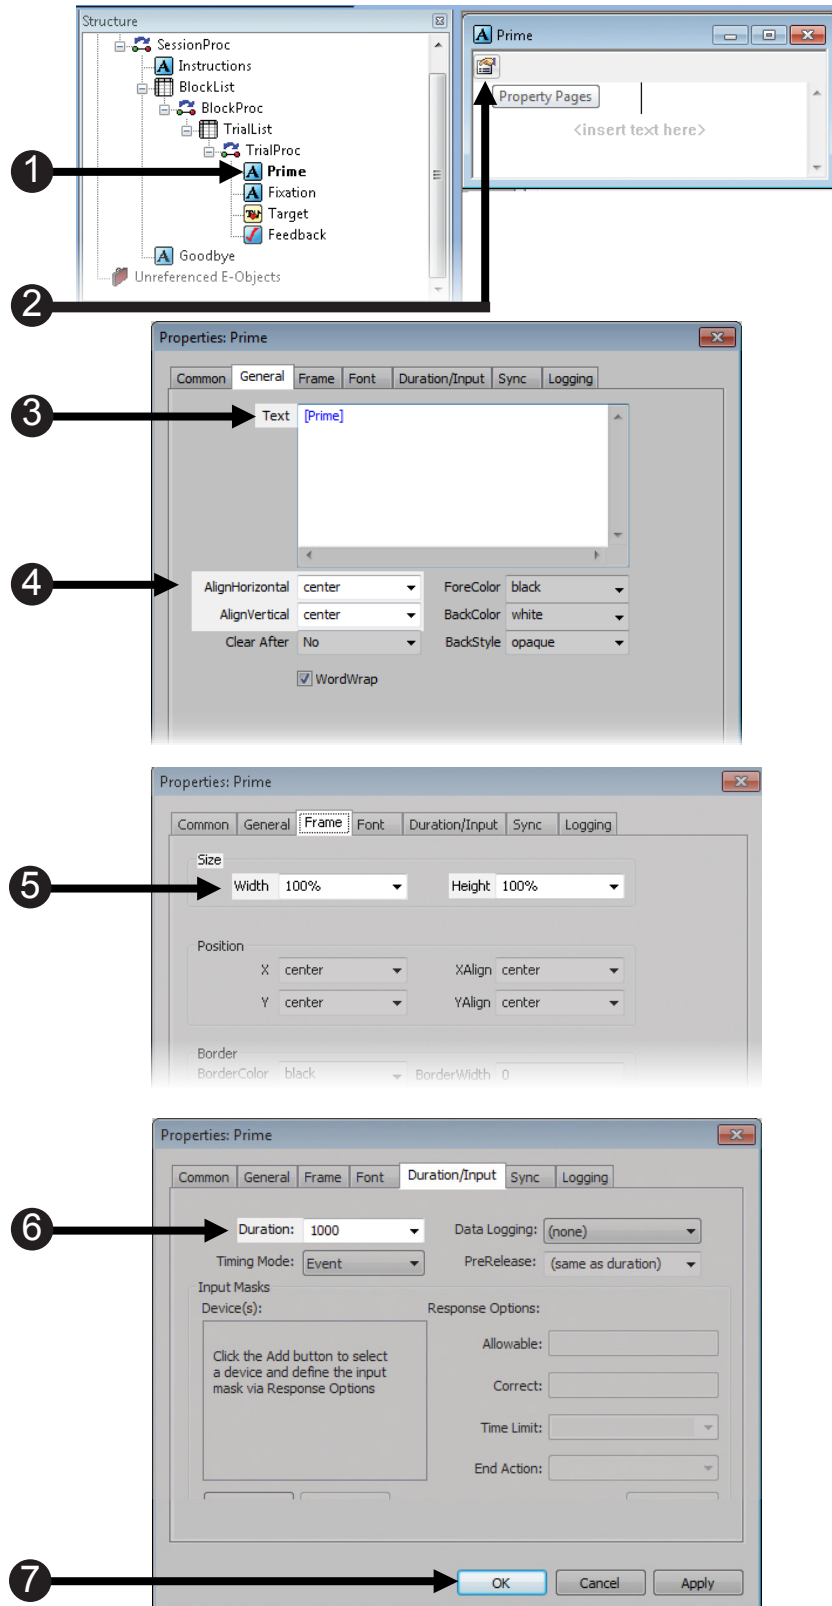 Structure
SessionProc
Instructions
BlockList
BlockProc
TrialList
TrialProc
1
Prime
Fixation
Target
Feedback
Goodbye
Unreferenced E-Objects
Prime
Property Pages
<insert text here>
2
Properties: Prime
Common General Frame Font Duration/Input Sync Logging
3 Text [Prime]
4
AlignHorizontal center ForeColor black
AlignVertical center BackColor white
Clear After No BackStyle opaque
WordWrap
Properties: Prime
Common General Frame Font Duration/Input Sync Logging
Size
5 Width 100% Height 100%
Position
X center XAlign center
Y center YAlign center
Border
BorderColor black BorderWidth 0
Properties: Prime
Common General Frame Font Duration/Input Sync Logging
6 Duration: 1000 Data Logging: (none)
Timing Mode: Event PreRelease: (same as duration)
Input Masks
Device(s): Response Options:
Click the Add button to select
a device and define the input
mask via Response Options
Allowable:
Correct:
Time Limit:
End Action:
7 OK Cancel Apply